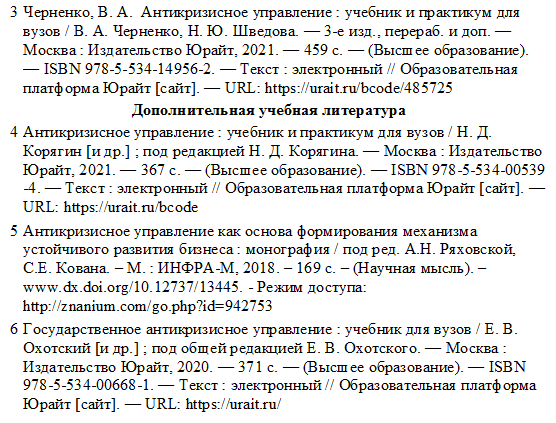 3 Черненко, В. А. Антикризисное управление : учебник и практикум для
вузов / В. А. Черненко, Н. Ю. Шведова. — 3-е изд., перераб. и доп. —
Москва : Издательство Юрайт, 2021. — 459 с. — (Высшее образование).
— ISBN 978-5-534-14956-2. — Текст : электронный // Образовательная
платформа Юрайт [сайт]. — URL: https://urait.ru/bcode/485725
Дополнительная учебная литература
4 Антикризисное управление : учебник и практикум для вузов / Н. Д.
Корягин [и др.] ; под редакцией Н. Д. Корягина. — Москва : Издательство
Юрайт, 2021. — 367 с. — (Высшее образование). — ISBN 978-5-534-00539
-4. — Текст : электронный // Образовательная платформа Юрайт [сайт]. —
URL: https://urait.ru/bcode
5 Антикризисное управление как основа формирования механизма
устойчивого развития бизнеса : монография / под ред. А.Н. Ряховской,
С.Е. Кована. – М. : ИНФРА-М, 2018. – 169 с. – (Научная мысль). –
www.dx.doi.org/10.12737/13445. - Режим доступа:
http://znanium.com/go.php?id=942753
6 Государственное антикризисное управление : учебник для вузов / Е. В.
Охотский [и др.] ; под общей редакцией Е. В. Охотского. — Москва :
Издательство Юрайт, 2020. — 371 с. — (Высшее образование). — ISBN
978-5-534-00668-1. — Текст : электронный // Образовательная платформа
Юрайт [сайт]. — URL: https://urait.ru/